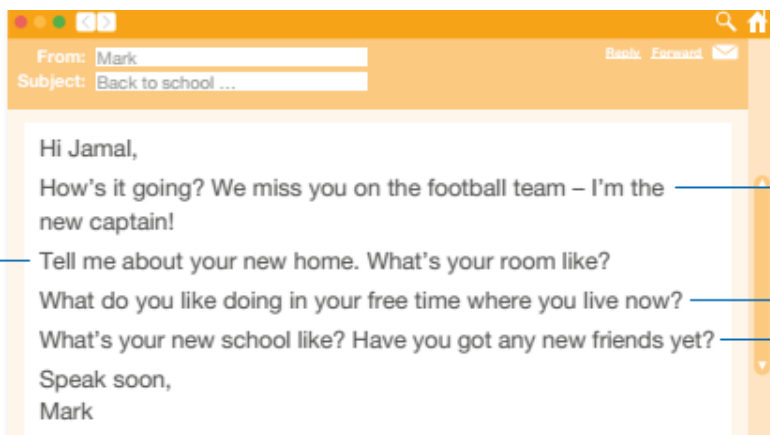 From: Mark
Reply Forward
Subject: Back to school ...
Hi Jamal,
How's it going? We miss you on the football team – I'm the
new captain!
Tell me about your new home. What's your room like?
What do you like doing in your free time where you live now?
What's your new school like? Have you got any new friends yet?
Speak soon,
Mark